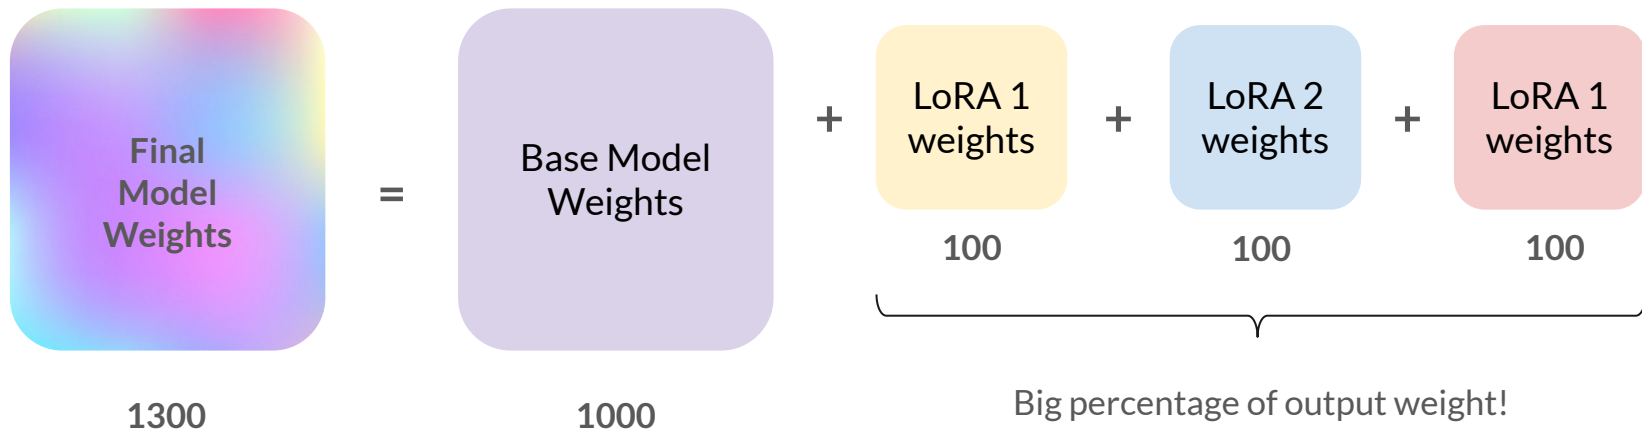 Final
Model
Weights
1300
=
Base Model
Weights
1000
+
LoRA 1
weights
100
+
LoRA 2
weights
100
+
LoRA 1
weights
100
Big percentage of output weight!